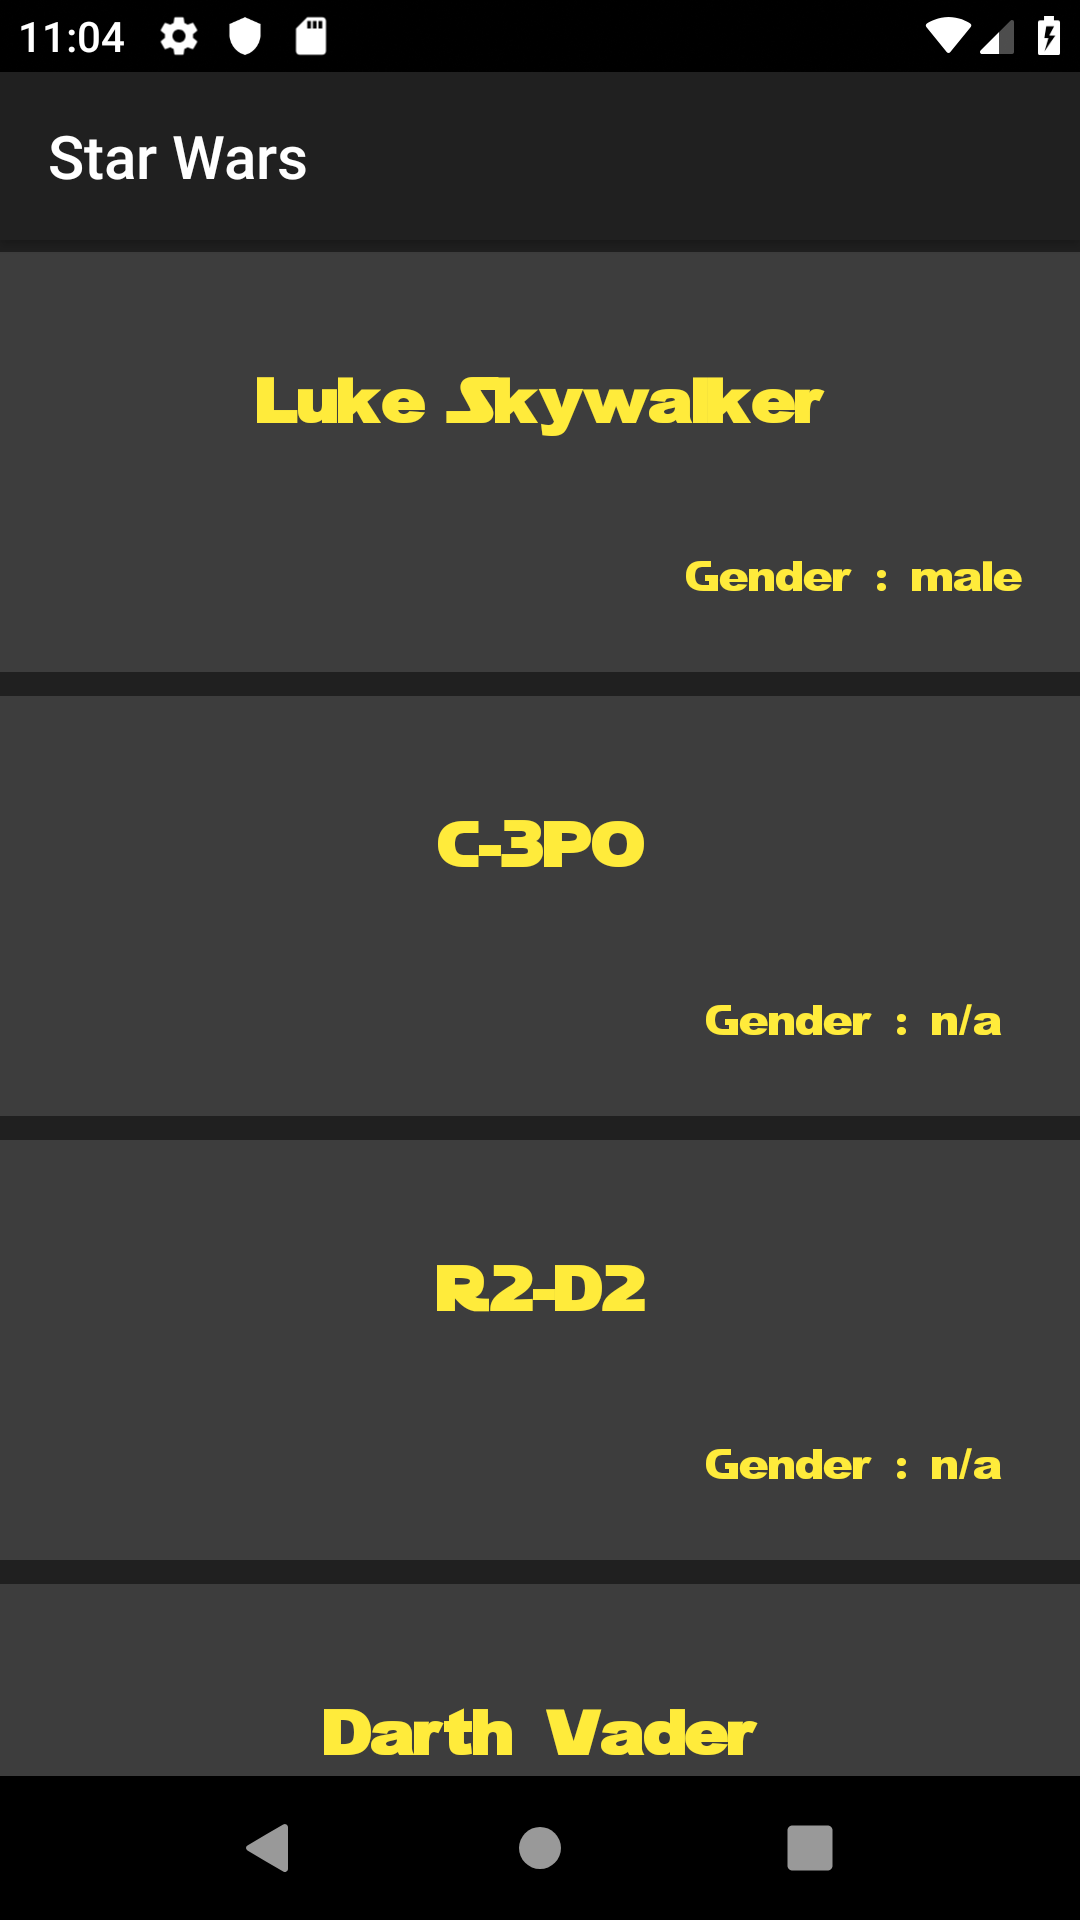 11:04
Star Wars
Luke Skywalker
Gender : male
C-3PO
Gender : n/a
R2-D2
Gender : n/a
Darth Vader